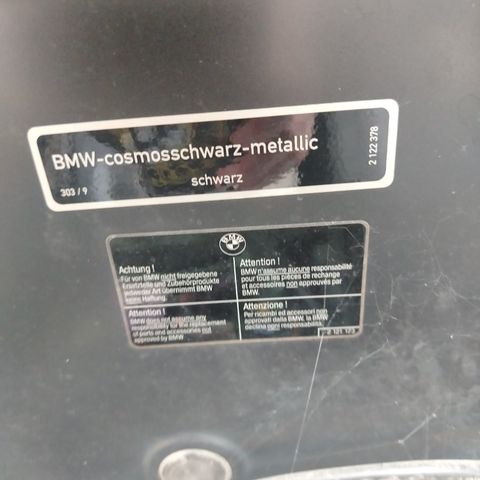 BMW-cosmosschwarz-metallic
schwarz
303 / 9
2 122 378
BMW
Achtung !
Für von BMW nicht freigegebene
Ersatzteile und Zubehörprodukte
jedweder Art übernimmt BMW
keine Haftung.
Attention !
BMW n'assume aucune responsabilité
pour tous les pièces de rechange
et accessoires non approuvés par
BMW.
Attention !
BMW does not assume any
responsability for the replacement
of parts and accessories not
approved by BMW
Attenzione !
Per ricambi ed accessori non
approvati dalla BMW, la BMW
declina ogni responsabilita.